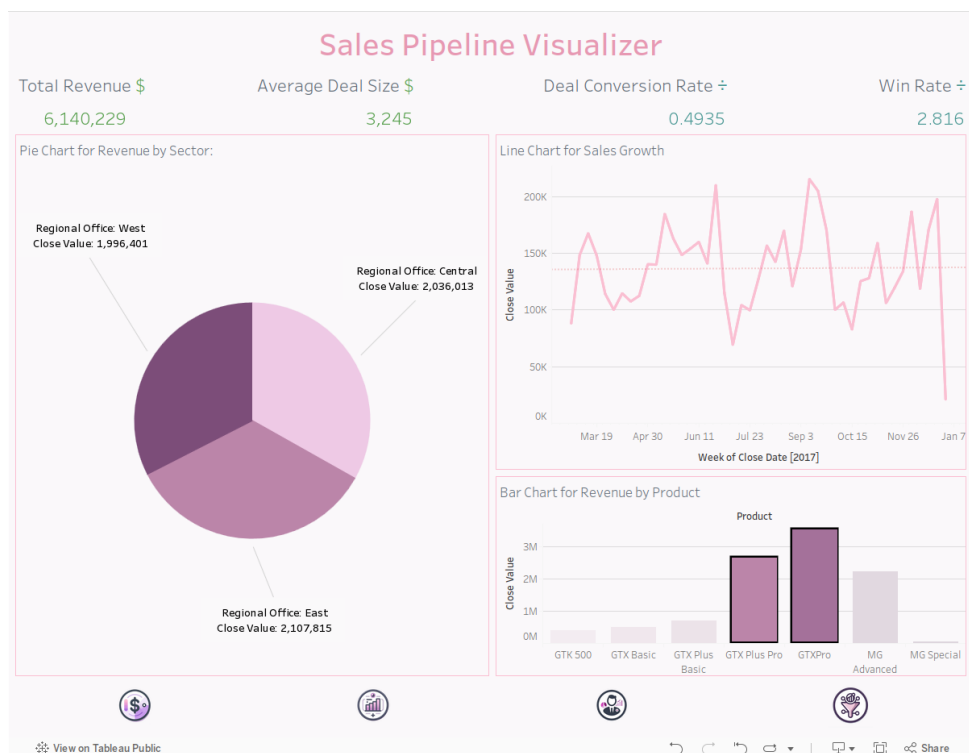 Sales Pipeline Visualizer
Total Revenue $
Average Deal Size $
Deal Conversion Rate ÷
Win Rate ÷
6,140,229
3,245
0.4935
2.816
Pie Chart for Revenue by Sector:
Regional Office: West
Close Value: 1,996,401
Regional Office: Central
Close Value: 2,036,013
Regional Office: East
Close Value: 2,107,815
Line Chart for Sales Growth
Close Value
200K
150K
100K
50K
0K
Mar 19
Apr 30
Jun 11
Jul 23
Sep 3
Oct 15
Nov 26
Jan 7
Week of Close Date [2017]
Bar Chart for Revenue by Product
Product
Close Value
3M
2M
1M
0M
GTK 500
GTX Basic
GTX Plus
Basic
GTX Plus Pro
GTXPro
MG
Advanced
MG Special
$
View on Tableau Public
Share